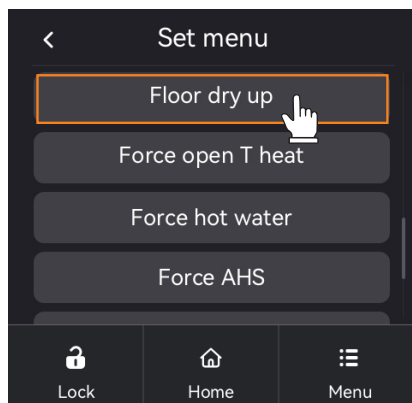 Set menu
Floor dry up
Force open T heat
Force hot water
Force AHS
Lock
Home
Menu